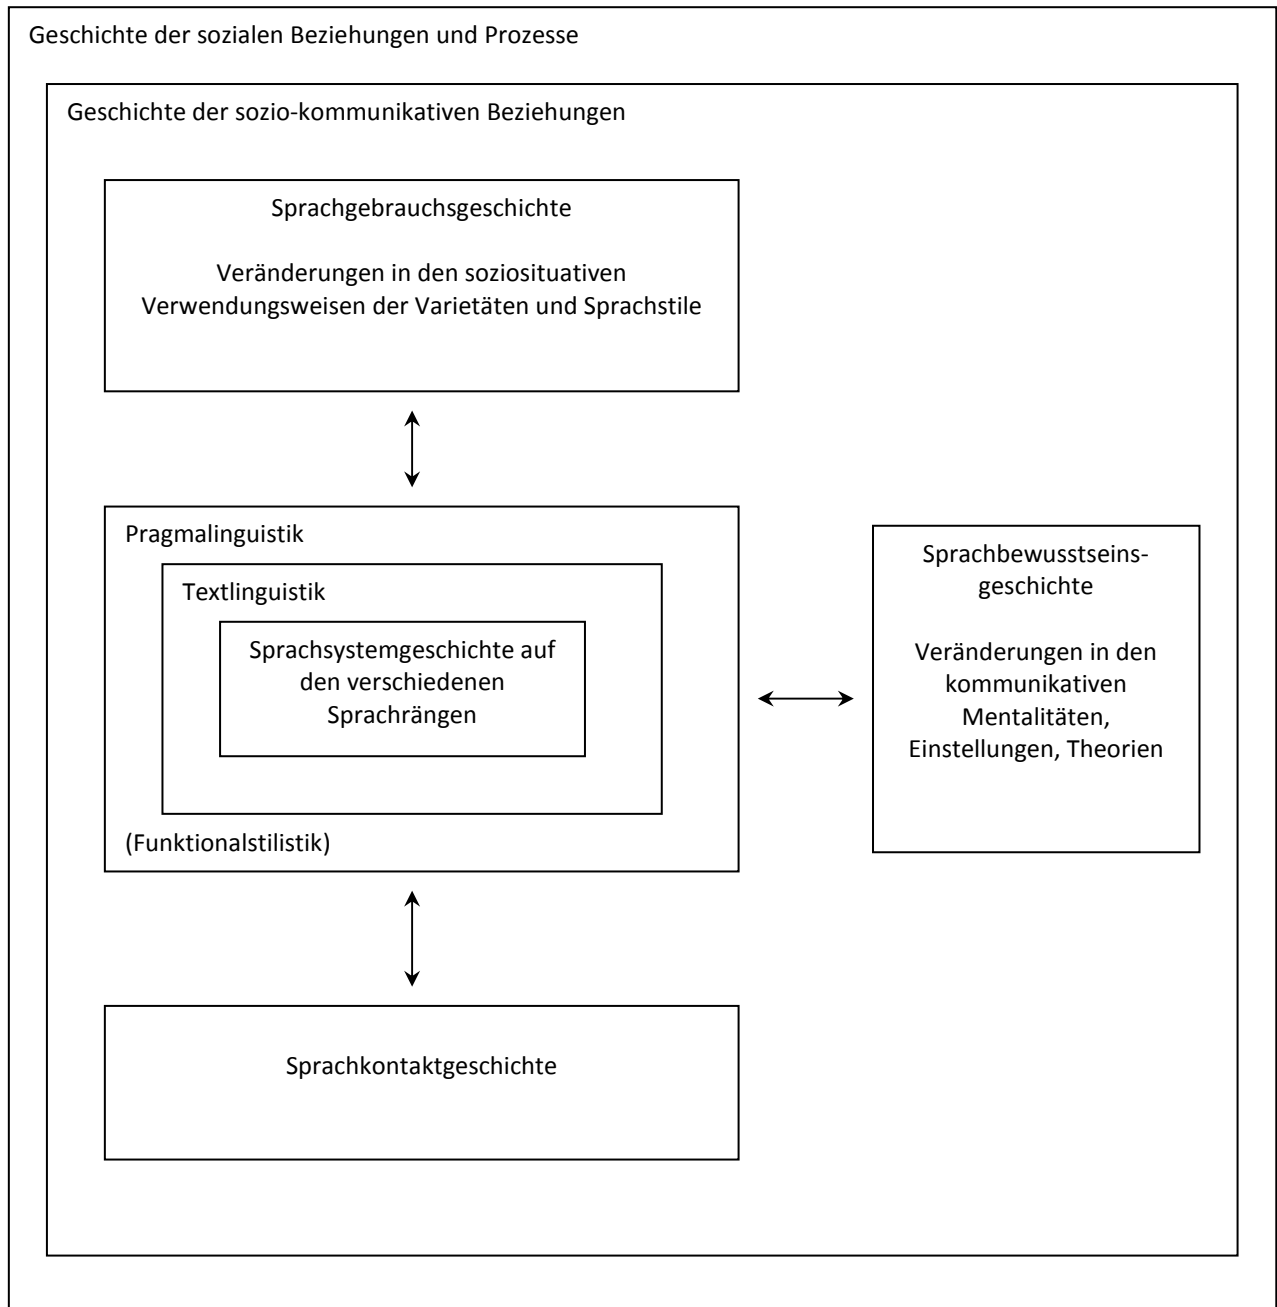 Geschichte der sozialen Beziehungen und Prozesse
Geschichte der sozio-kommunikativen Beziehungen
Sprachgebrauchsgeschichte
Veränderungen in den soziosituativen
Verwendungsweisen der Varietäten und Sprachstile
Pragmalinguistik
Textlinguistik
Sprachsystemgeschichte auf
den verschiedenen
Sprachrängen
(Funktionalstilistik)
Sprachbewusstseins-
geschichte
Veränderungen in den
kommunikativen
Mentalitäten,
Einstellungen, Theorien
Sprachkontaktgeschichte